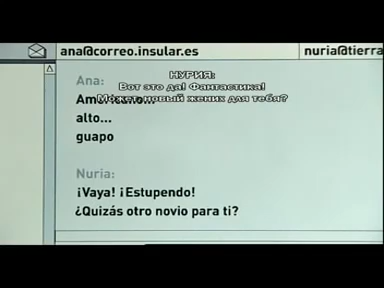 ana@correo.insular.es
nuria@tierra
Ana:
НУРИЯ:
Вот это да! Фантастика!
Может новый жених для тебя?
alto...
guapo
Nuria:
¡Vaya! ¡Estupendo!
¿Quizás otro novio para ti?